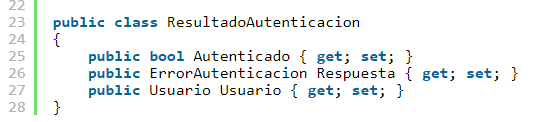 22
23 public class ResultadoAutenticacion
24 {
25 public bool Autenticado { get; set; }
26 public ErrorAutenticacion Respuesta { get; set; }
27 public Usuario Usuario { get; set; }
28 }